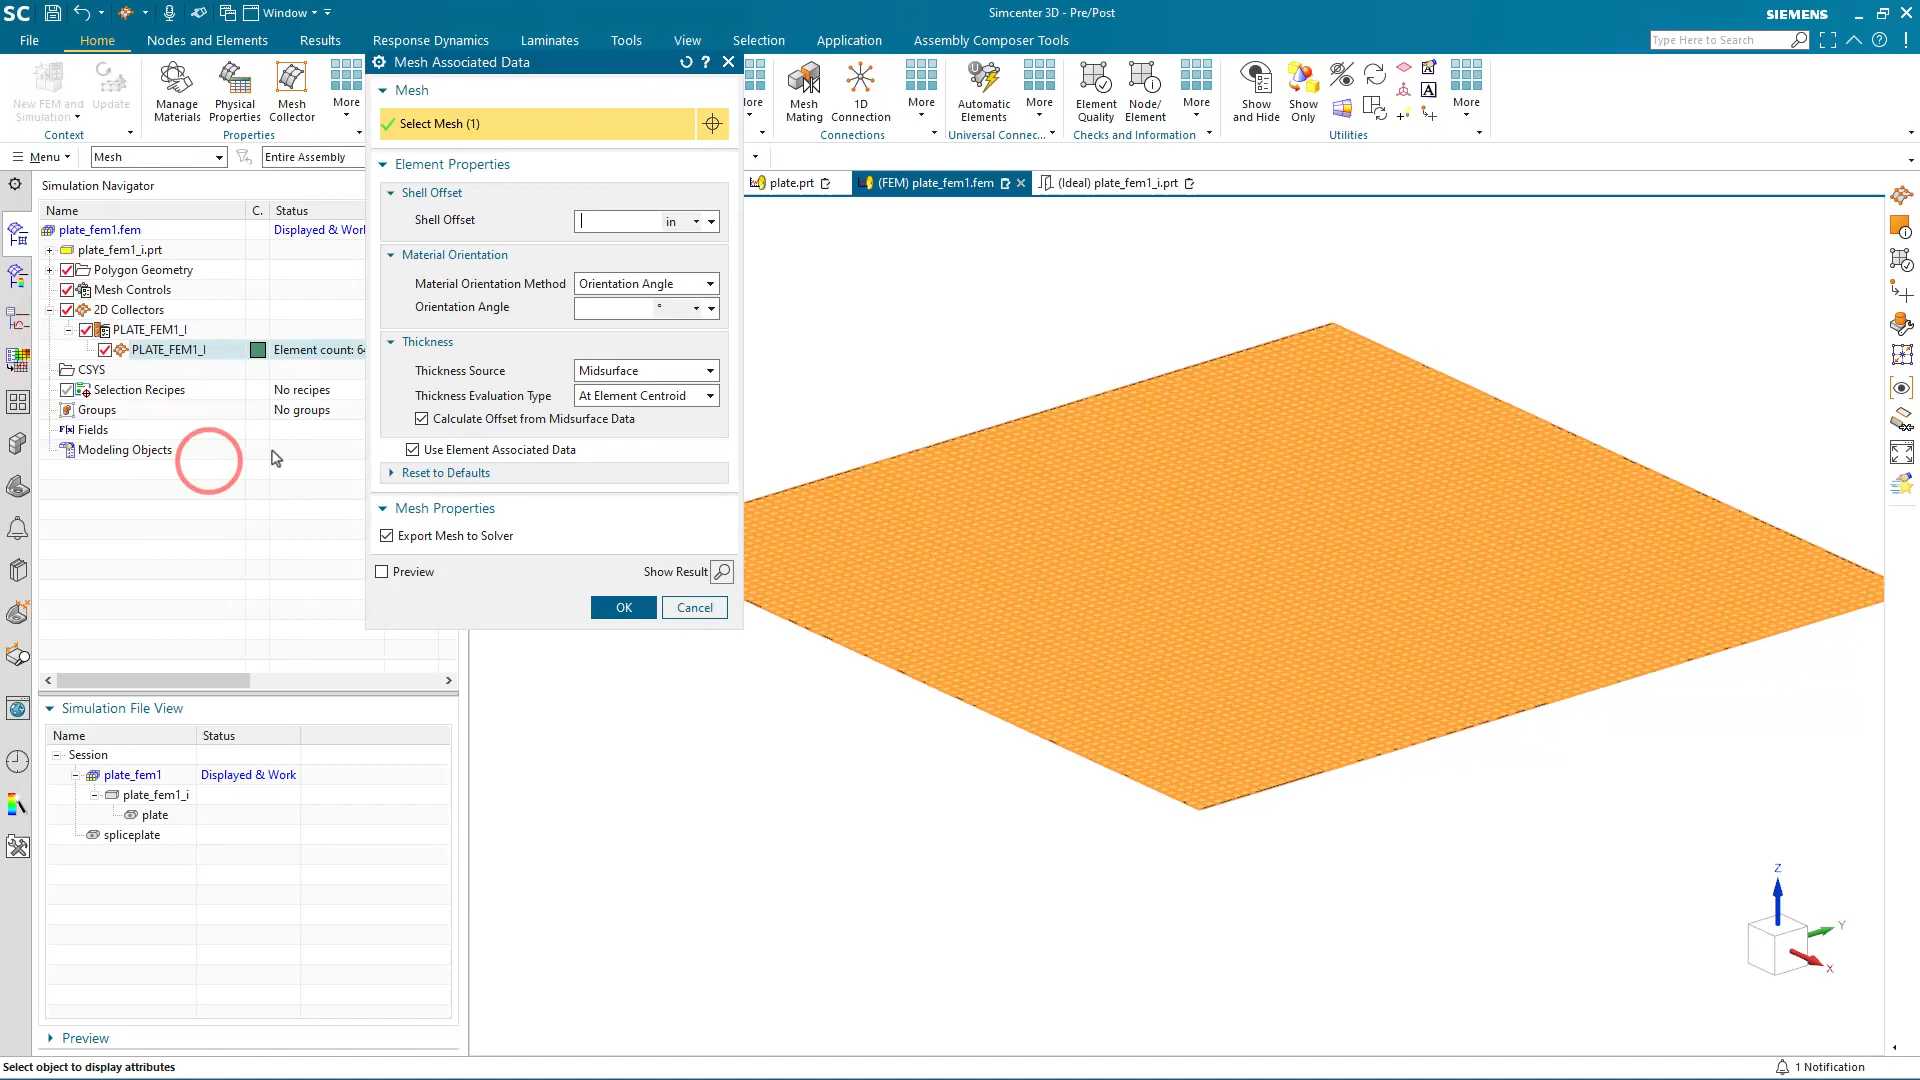 SC
Window
Simcenter 3D - Pre/Post
SIEMENS
File
Home
Nodes and Elements
Results
Response Dynamics
Laminates
Tools
View
Selection
Application
Assembly Composer Tools
Type Here to Search
New FEM and Simulation
Update
Context
Manage Materials
Physical Properties
Mesh Collector
More
Properties
Mesh Mating
1D Connection
More
Connections
Automatic Elements
More
Universal Connec...
Element Quality
Node/ Element
More
Checks and Information
Show and Hide
Show Only
More
Utilities
Menu
Mesh
Entire Assembly
Mesh Associated Data
Mesh
Select Mesh (1)
Element Properties
Shell Offset
Shell Offset
in
Material Orientation
Material Orientation Method
Orientation Angle
Orientation Angle
°
Thickness
Thickness Source
Midsurface
Thickness Evaluation Type
At Element Centroid
Calculate Offset from Midsurface Data
Use Element Associated Data
Reset to Defaults
Mesh Properties
Export Mesh to Solver
Preview
Show Result
OK
Cancel
plate.prt
(FEM) plate_fem1.fem
(Ideal) plate_fem1_i.prt
Simulation Navigator
Name
C.
Status
plate_fem1.fem
Displayed & Worl
plate_fem1_i.prt
Polygon Geometry
Mesh Controls
2D Collectors
PLATE_FEM1_I
PLATE_FEM1_I
Element count: 64
CSYS
Selection Recipes
No recipes
Groups
No groups
Fields
Modeling Objects
Simulation File View
Name
Status
Session
plate_fem1
Displayed & Work
plate_fem1_i
plate
spliceplate
Preview
Z
Y
X
Select object to display attributes
1 Notification